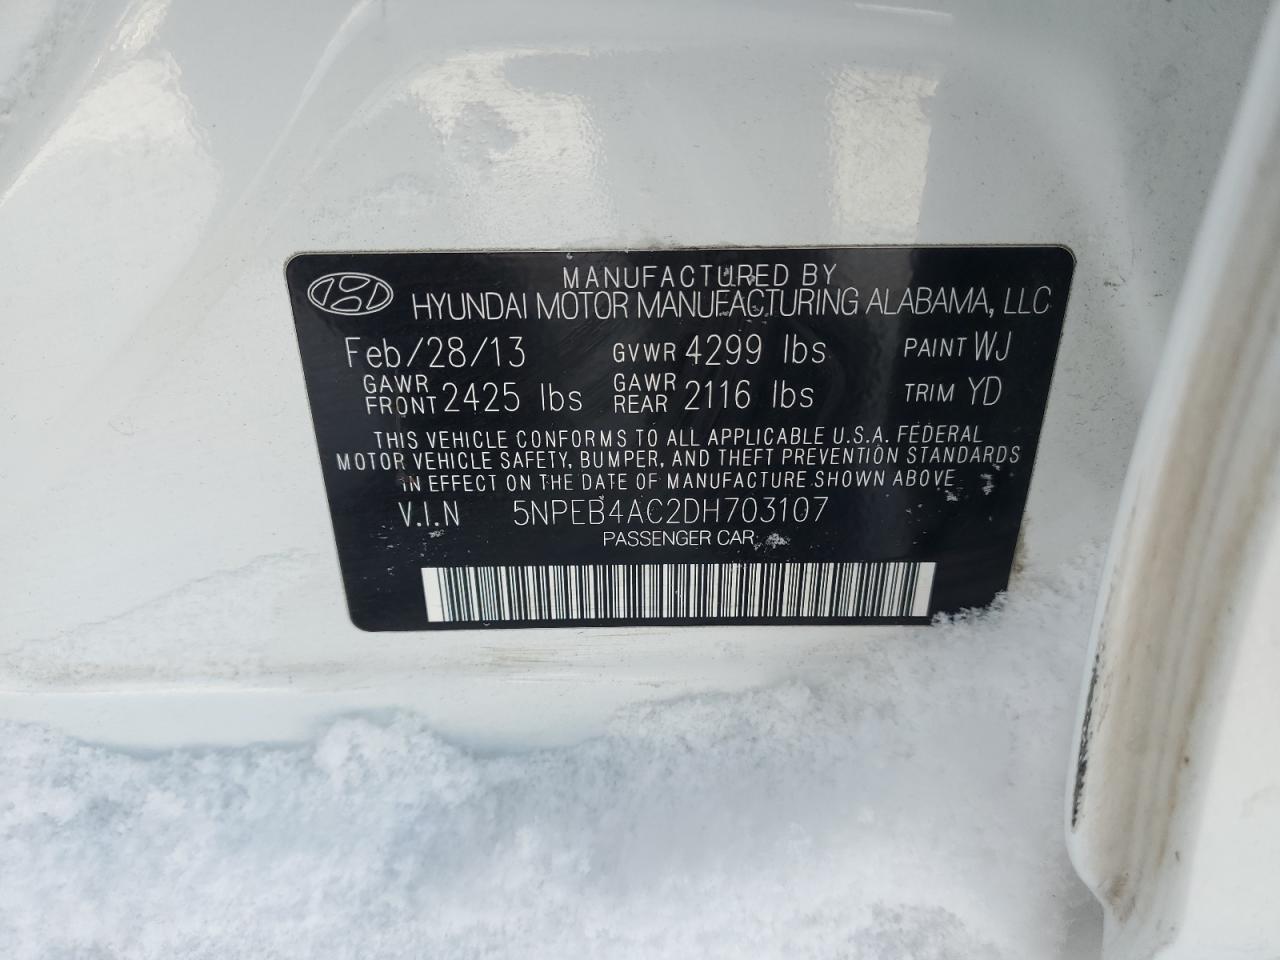 MANUFACTURED BY
HYUNDAI MOTOR MANUFACTURING ALABAMA, LLC
Feb/28/13 GVWR 4299 lbs PAINT WJ
GAWR FRONT 2425 lbs GAWR REAR 2116 lbs TRIM YD
THIS VEHICLE CONFORMS TO ALL APPLICABLE U.S.A. FEDERAL
MOTOR VEHICLE SAFETY, BUMPER, AND THEFT PREVENTION STANDARDS
IN EFFECT ON THE DATE OF MANUFACTURE SHOWN ABOVE
V.I.N 5NPEB4AC2DH703107
PASSENGER CAR